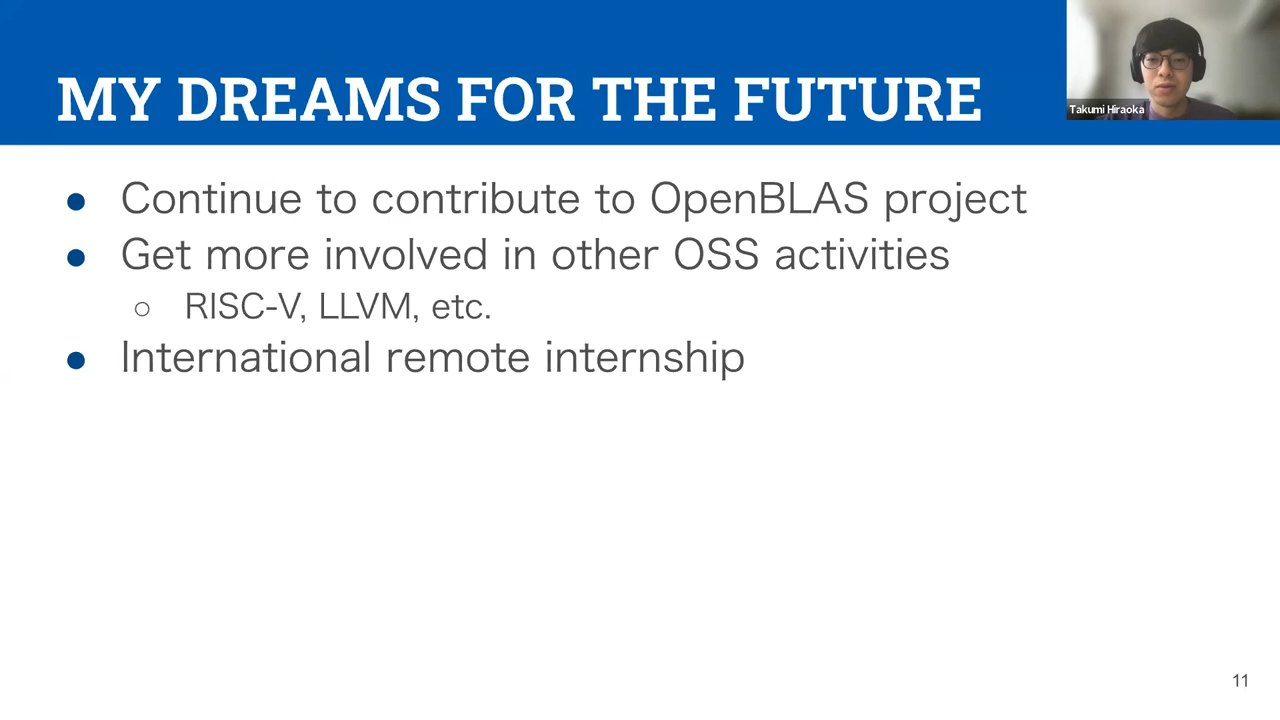 MY DREAMS FOR THE FUTURE
Takumi Hiraoka
● Continue to contribute to OpenBLAS project
● Get more involved in other OSS activities
○ RISC-V, LLVM, etc.
● International remote internship
11